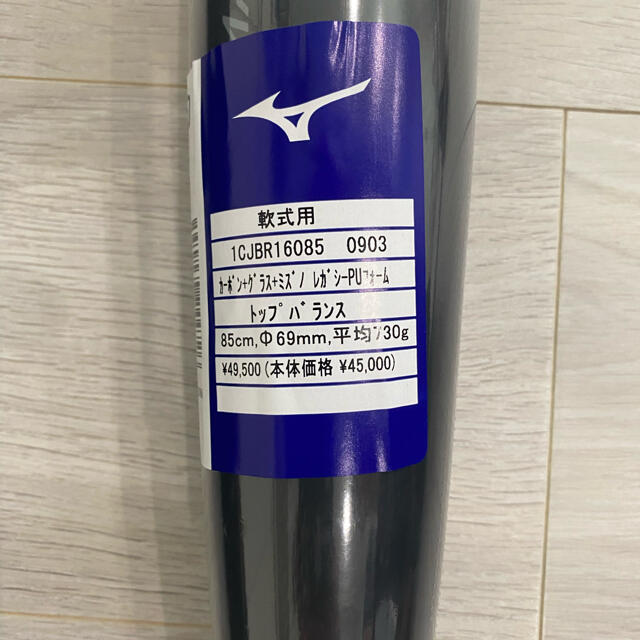 軟式用
1CJBR16085 0903
カーボン+グラス+ミズノ レガシーPUフォーム
トップバランス
85cm,Φ69mm,平均730g
¥49,500(本体価格 ¥45,000)